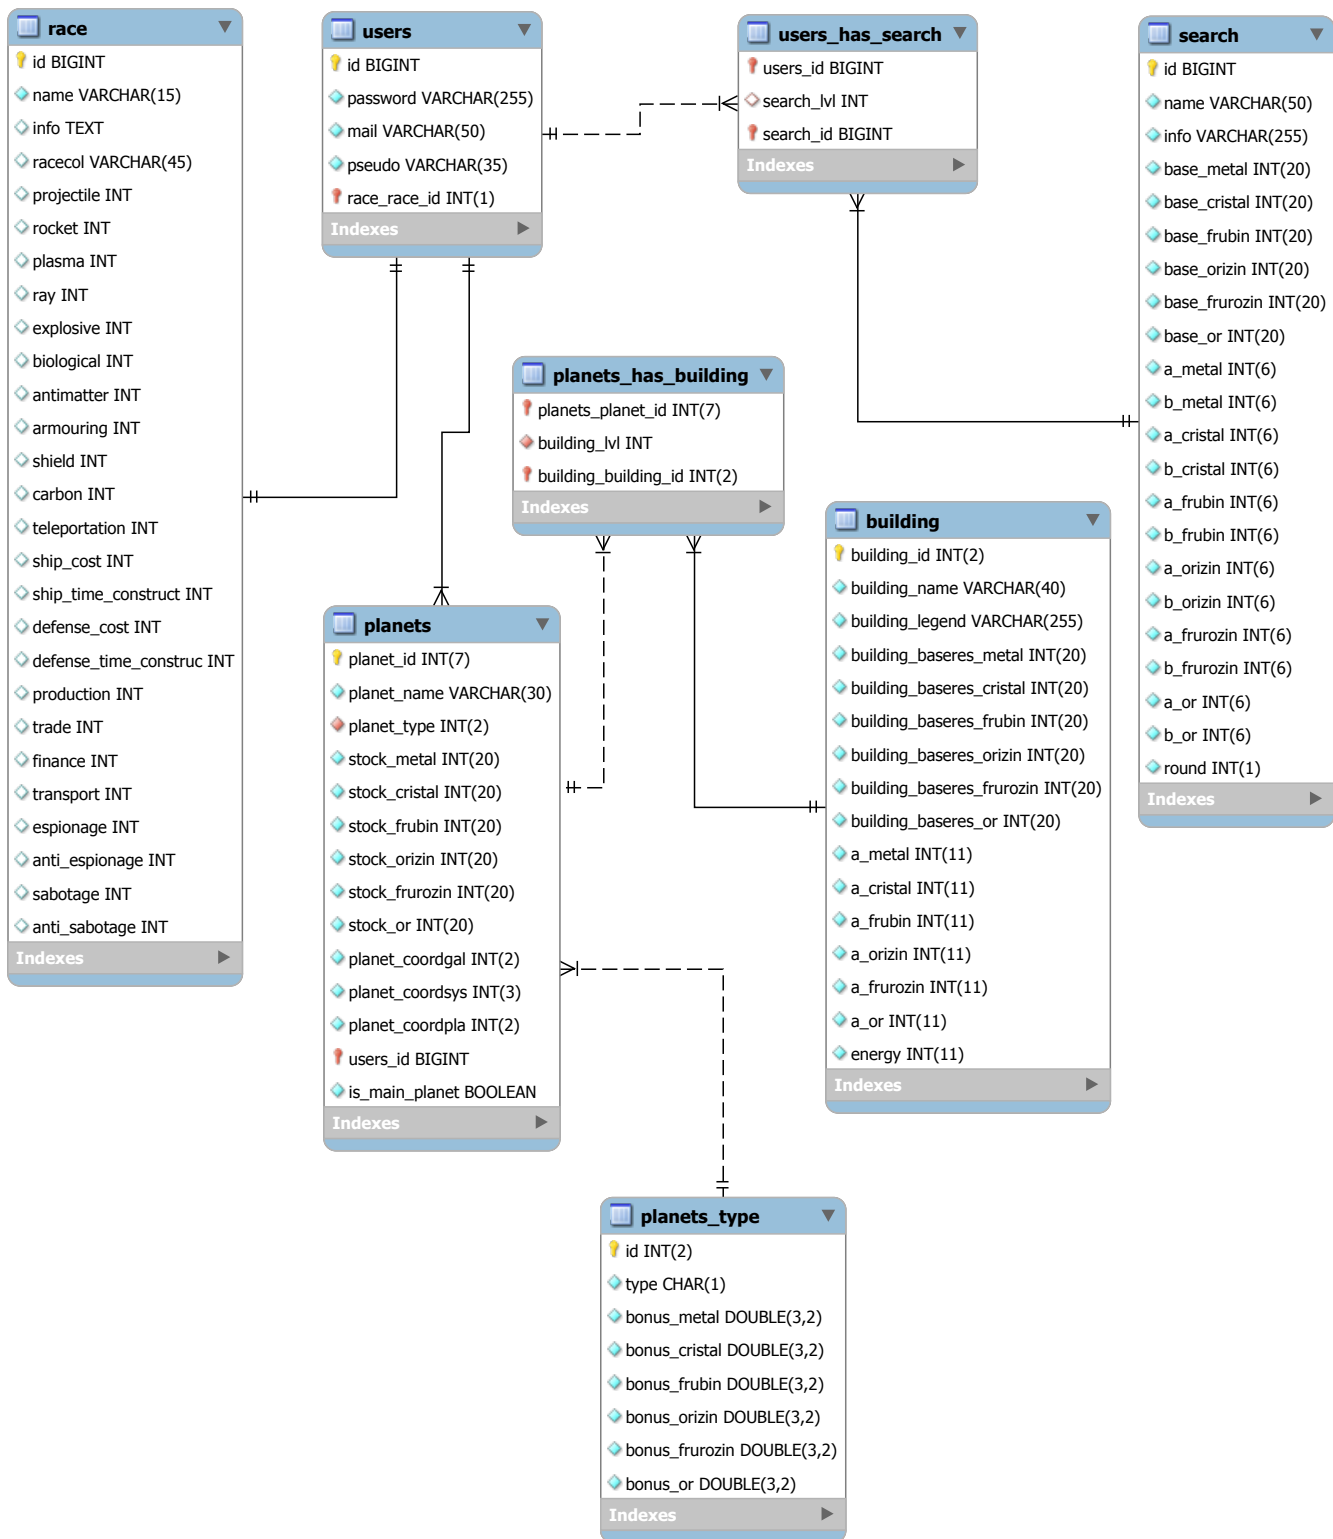 race
id BIGINT
name VARCHAR(15)
info TEXT
racecol VARCHAR(45)
projectile INT
rocket INT
plasma INT
ray INT
explosive INT
biological INT
antimatter INT
armouring INT
shield INT
carbon INT
teleportation INT
ship_cost INT
ship_time_construct INT
defense_cost INT
defense_time_construc INT
production INT
trade INT
finance INT
transport INT
espionage INT
anti_espionage INT
sabotage INT
anti_sabotage INT
Indexes
users
id BIGINT
password VARCHAR(255)
mail VARCHAR(50)
pseudo VARCHAR(35)
race_race_id INT(1)
Indexes
users_has_search
users_id BIGINT
search_lvl INT
search_id BIGINT
Indexes
search
id BIGINT
name VARCHAR(50)
info VARCHAR(255)
base_metal INT(20)
base_cristal INT(20)
base_frubin INT(20)
base_orizin INT(20)
base_frurozin INT(20)
base_or INT(20)
a_metal INT(6)
b_metal INT(6)
a_cristal INT(6)
b_cristal INT(6)
a_frubin INT(6)
b_frubin INT(6)
a_orizin INT(6)
b_orizin INT(6)
a_frurozin INT(6)
b_frurozin INT(6)
a_or INT(6)
b_or INT(6)
round INT(1)
Indexes
planets_has_building
planets_planet_id INT(7)
building_lvl INT
building_building_id INT(2)
Indexes
building
building_id INT(2)
building_name VARCHAR(40)
building_legend VARCHAR(255)
building_baseres_metal INT(20)
building_baseres_cristal INT(20)
building_baseres_frubin INT(20)
building_baseres_orizin INT(20)
building_baseres_frurozin INT(20)
building_baseres_or INT(20)
a_metal INT(11)
a_cristal INT(11)
a_frubin INT(11)
a_orizin INT(11)
a_frurozin INT(11)
a_or INT(11)
energy INT(11)
Indexes
planets
planet_id INT(7)
planet_name VARCHAR(30)
planet_type INT(2)
stock_metal INT(20)
stock_cristal INT(20)
stock_frubin INT(20)
stock_orizin INT(20)
stock_frurozin INT(20)
stock_or INT(20)
planet_coordgal INT(2)
planet_coordsys INT(3)
planet_coordpla INT(2)
users_id BIGINT
is_main_planet BOOLEAN
Indexes
planets_type
id INT(2)
type CHAR(1)
bonus_metal DOUBLE(3,2)
bonus_cristal DOUBLE(3,2)
bonus_frubin DOUBLE(3,2)
bonus_orizin DOUBLE(3,2)
bonus_frurozin DOUBLE(3,2)
bonus_or DOUBLE(3,2)
Indexes